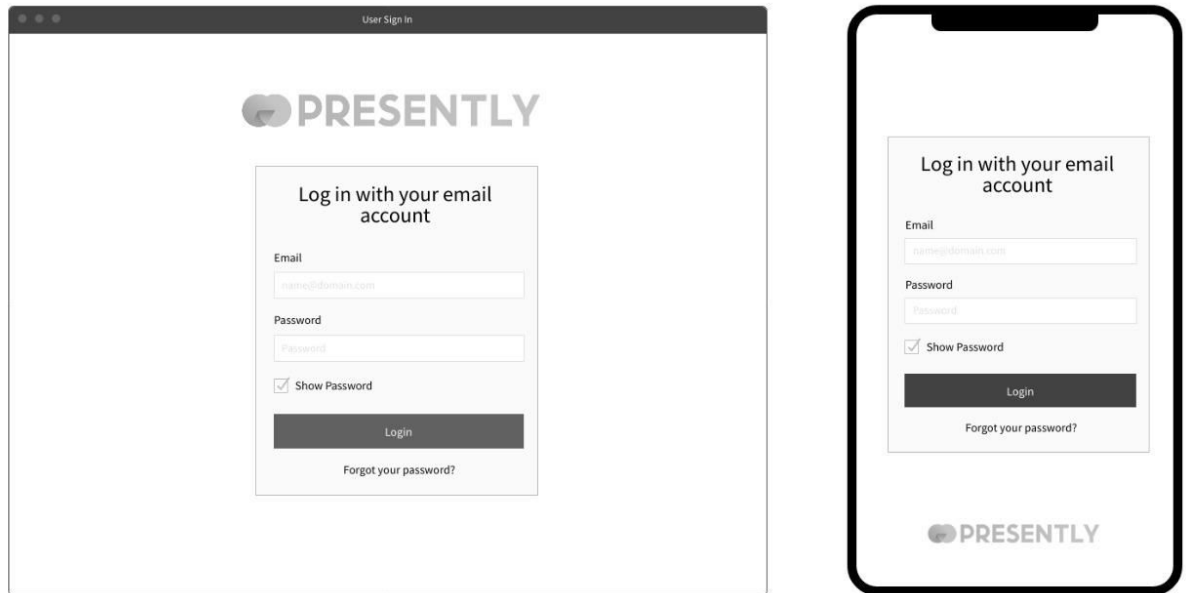 User Sign In
PRESENTLY
Log in with your email
account
Email
name@domain.com
Password
Password
Show Password
Login
Forgot your password?
Log in with your email
account
Email
name@domain.com
Password
Password
Show Password
Login
Forgot your password?
PRESENTLY